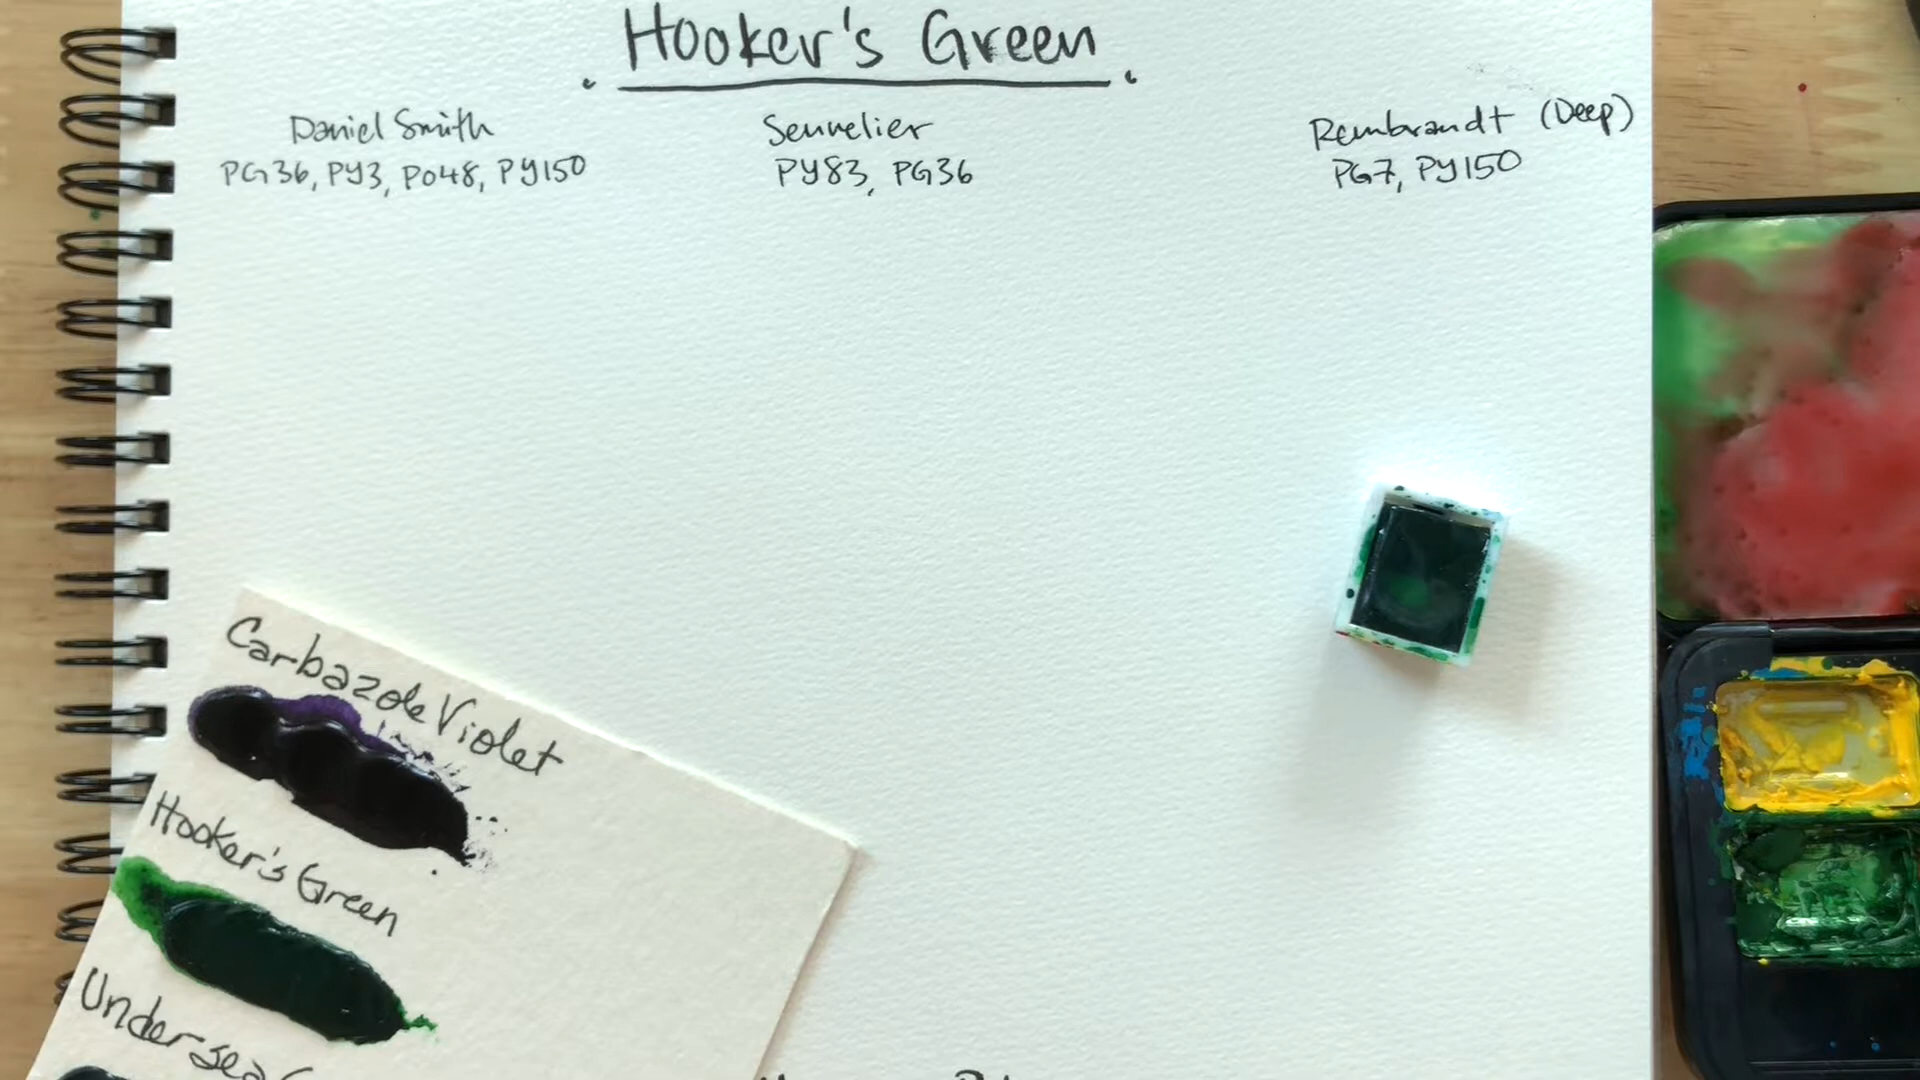 Hooker's Green
Daniel Smith
PG36, PY3, PO48, PY150
Sennelier
PY83, PG36
Rembrandt (Deep)
PG7, PY150
Carbazole Violet
Hooker's Green
Undersea